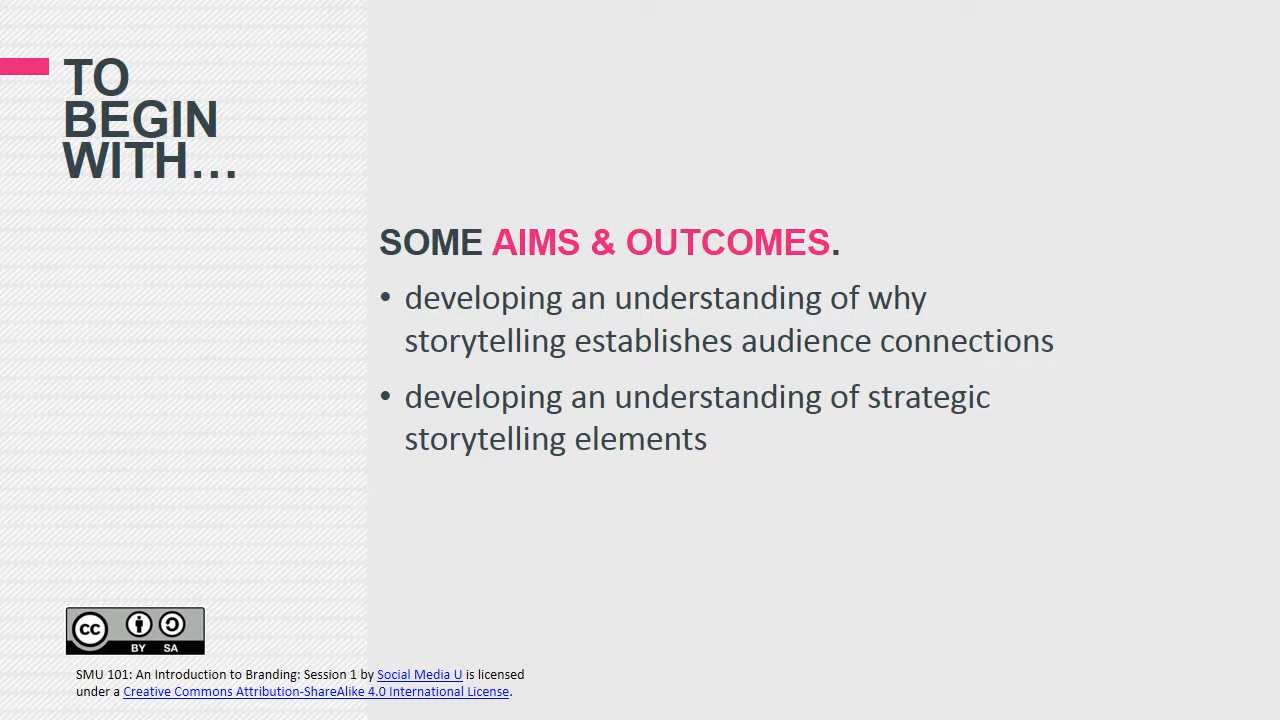 TO
BEGIN
WITH…
SOME AIMS & OUTCOMES.
• developing an understanding of why
storytelling establishes audience connections
• developing an understanding of strategic
storytelling elements
cc
BY SA
SMU 101: An Introduction to Branding: Session 1 by Social Media U is licensed
under a Creative Commons Attribution-ShareAlike 4.0 International License.